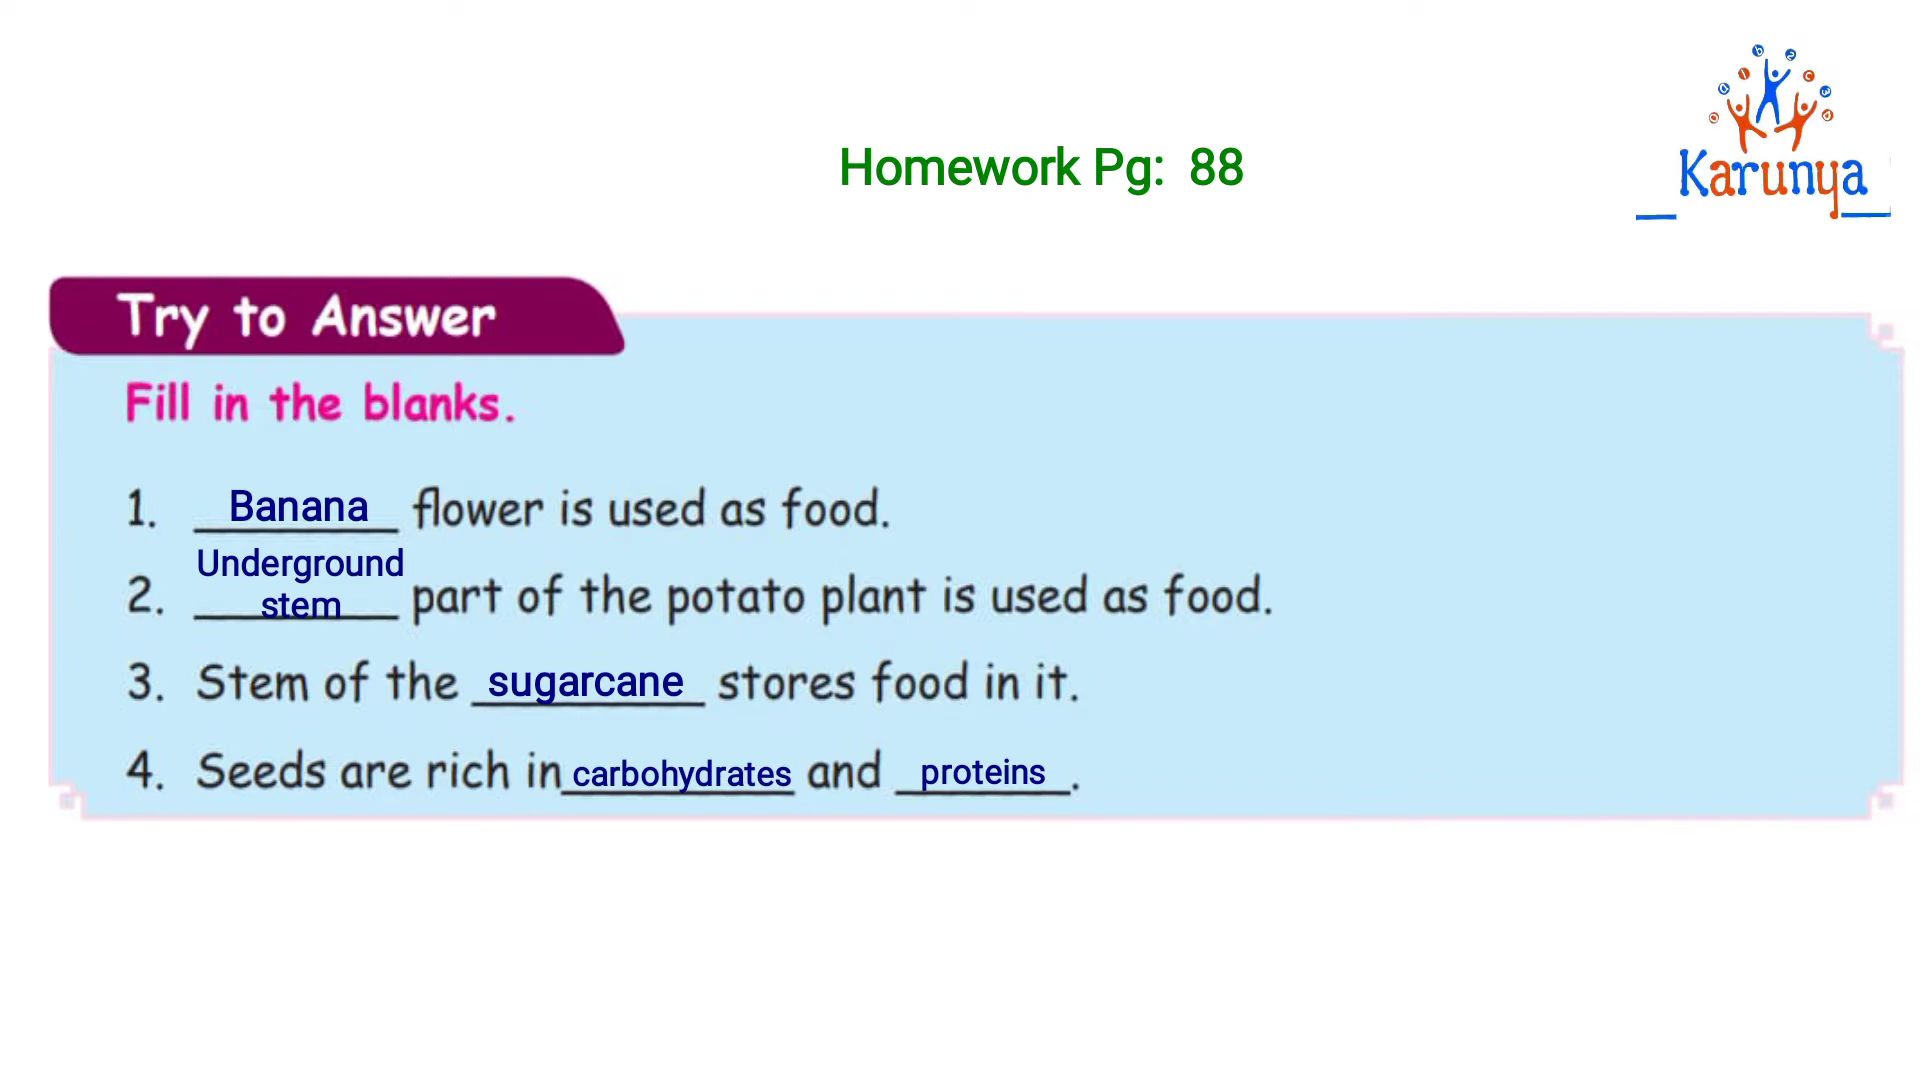 Karunya
Homework Pg: 88
Try to Answer
Fill in the blanks.
1. Banana flower is used as food.
2. Underground stem part of the potato plant is used as food.
3. Stem of the sugarcane stores food in it.
4. Seeds are rich in carbohydrates and proteins.